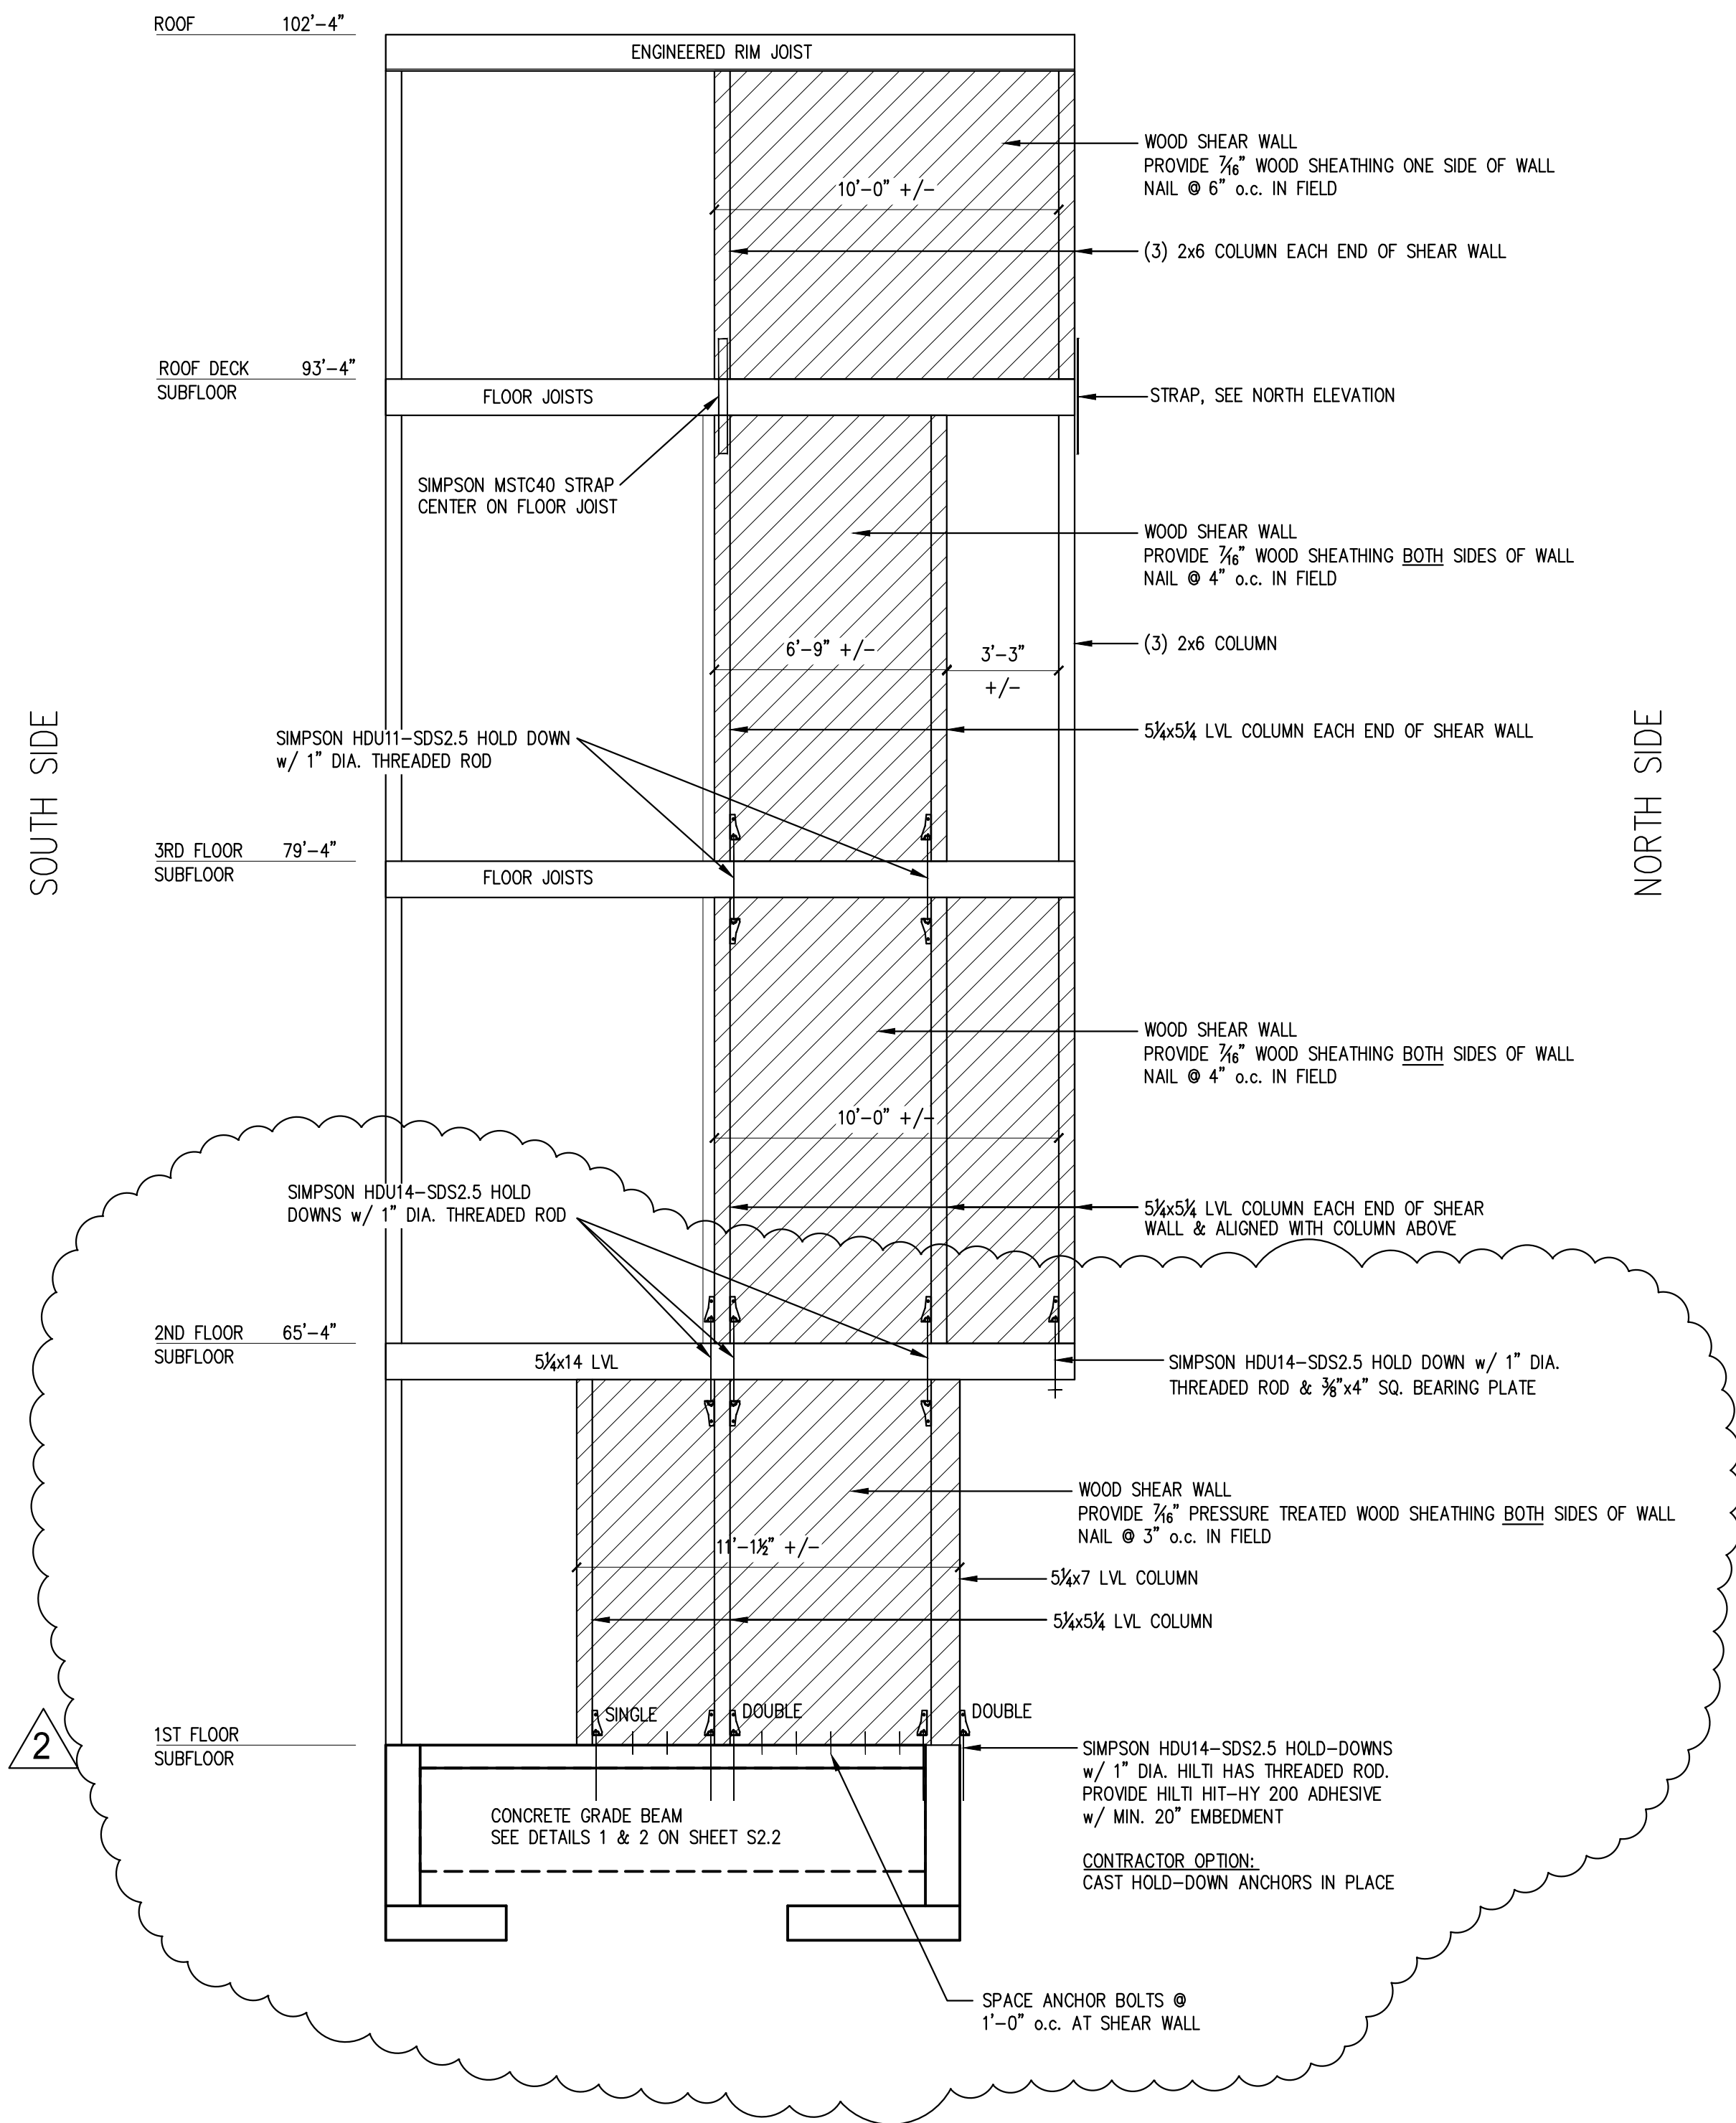 ROOF 102'-4"
ENGINEERED RIM JOIST
WOOD SHEAR WALL
PROVIDE 7/16" WOOD SHEATHING ONE SIDE OF WALL
NAIL @ 6" o.c. IN FIELD
10'-0" +/-
(3) 2x6 COLUMN EACH END OF SHEAR WALL
ROOF DECK 93'-4"
SUBFLOOR
FLOOR JOISTS
STRAP, SEE NORTH ELEVATION
SIMPSON MSTC40 STRAP
CENTER ON FLOOR JOIST
WOOD SHEAR WALL
PROVIDE 7/16" WOOD SHEATHING BOTH SIDES OF WALL
NAIL @ 4" o.c. IN FIELD
6'-9" +/-
3'-3"
+/-
(3) 2x6 COLUMN
SOUTH SIDE
NORTH SIDE
SIMPSON HDU11-SDS2.5 HOLD DOWN
w/ 1" DIA. THREADED ROD
5¼x5¼ LVL COLUMN EACH END OF SHEAR WALL
3RD FLOOR 79'-4"
SUBFLOOR
FLOOR JOISTS
WOOD SHEAR WALL
PROVIDE 7/16" WOOD SHEATHING BOTH SIDES OF WALL
NAIL @ 4" o.c. IN FIELD
10'-0" +/-
SIMPSON HDU14-SDS2.5 HOLD
DOWNS w/ 1" DIA. THREADED ROD
5¼x5¼ LVL COLUMN EACH END OF SHEAR
WALL & ALIGNED WITH COLUMN ABOVE
2ND FLOOR 65'-4"
SUBFLOOR
5¼x14 LVL
SIMPSON HDU14-SDS2.5 HOLD DOWN w/ 1" DIA.
THREADED ROD & ⅜"x4" SQ. BEARING PLATE
WOOD SHEAR WALL
PROVIDE 7/16" PRESSURE TREATED WOOD SHEATHING BOTH SIDES OF WALL
NAIL @ 3" o.c. IN FIELD
11'-1½" +/-
5¼x7 LVL COLUMN
5¼x5¼ LVL COLUMN
SINGLE
DOUBLE
DOUBLE
2
1ST FLOOR
SUBFLOOR
SIMPSON HDU14-SDS2.5 HOLD-DOWNS
w/ 1" DIA. HILTI HAS THREADED ROD.
PROVIDE HILTI HIT-HY 200 ADHESIVE
w/ MIN. 20" EMBEDMENT
CONCRETE GRADE BEAM
SEE DETAILS 1 & 2 ON SHEET S2.2
CONTRACTOR OPTION:
CAST HOLD-DOWN ANCHORS IN PLACE
SPACE ANCHOR BOLTS @
1'-0" o.c. AT SHEAR WALL